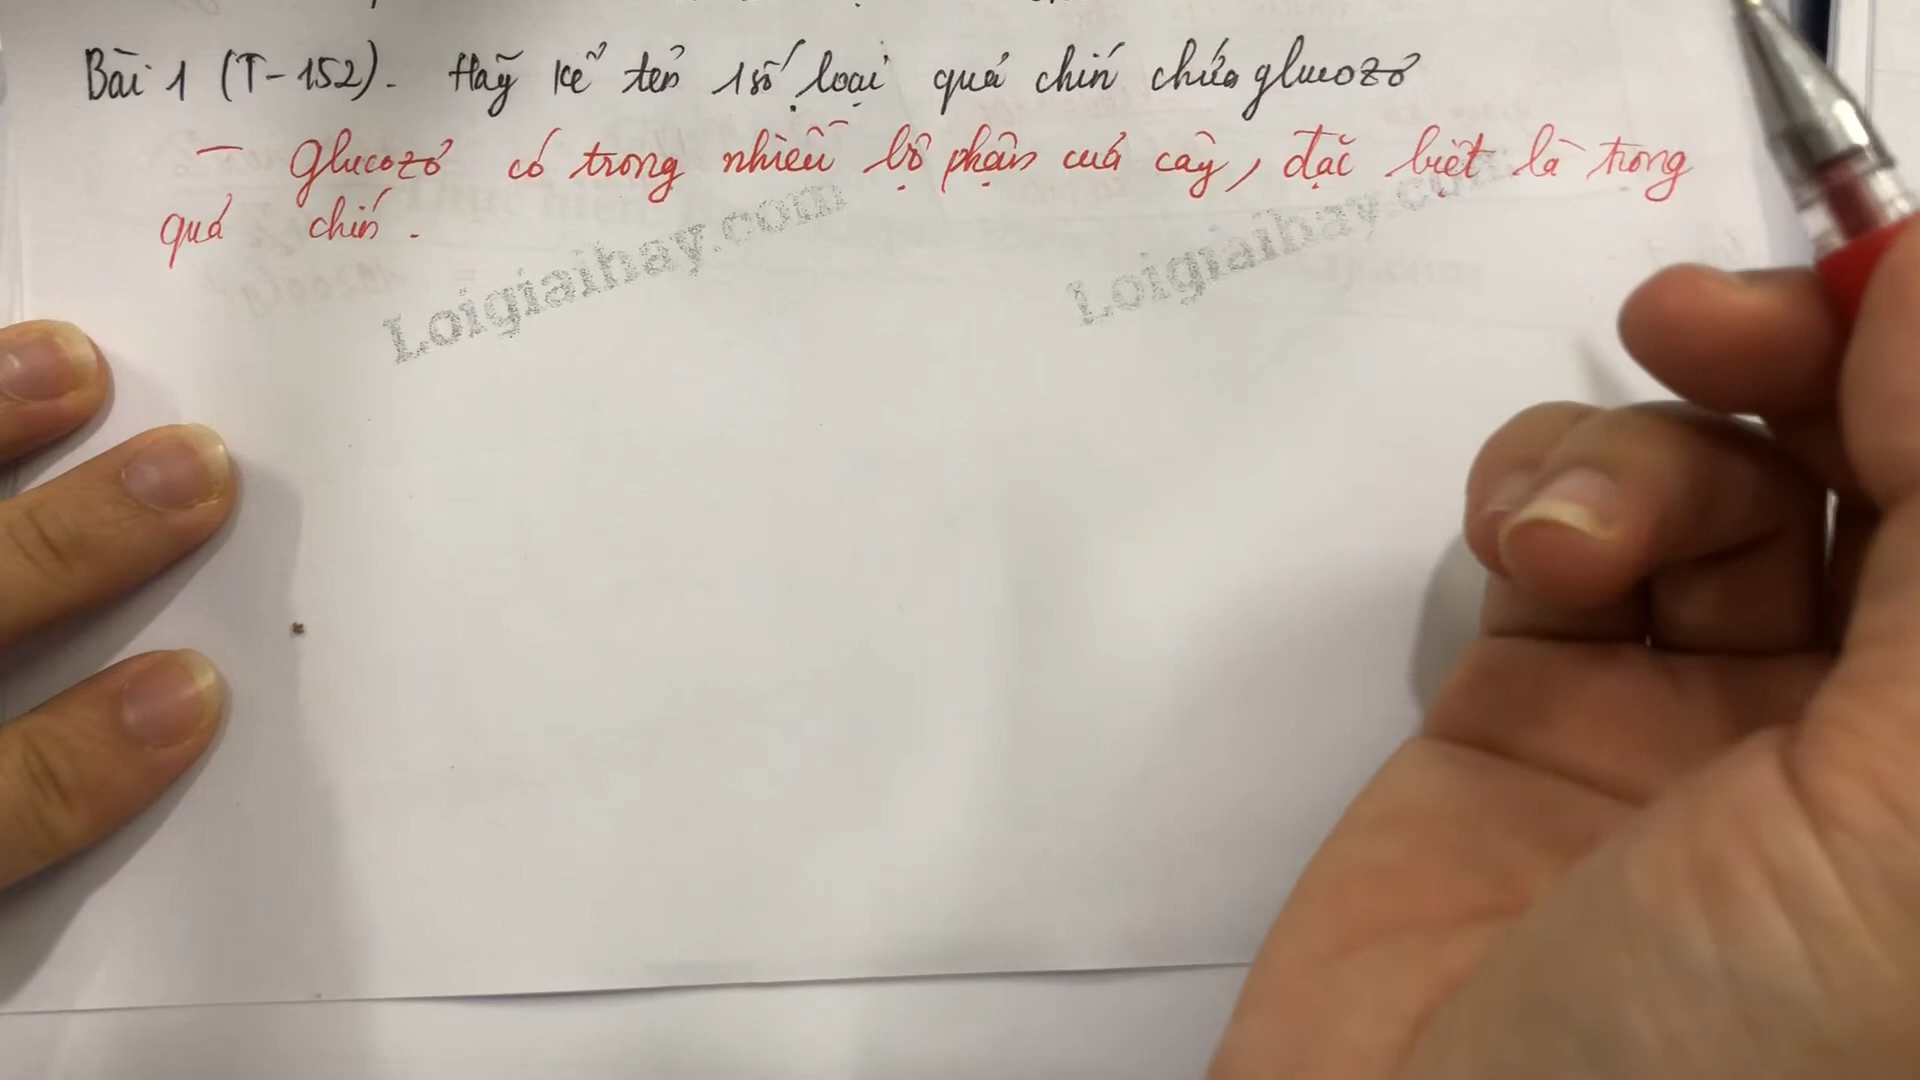 Bài 1 (T-152). Hãy kể tên 1 số loại quả chín chứa glucozơ
- Glucozơ có trong nhiều bộ phận của cây, đặc biệt là trong
quả chín.
Loigiaihay.com
Loigiaihay.com